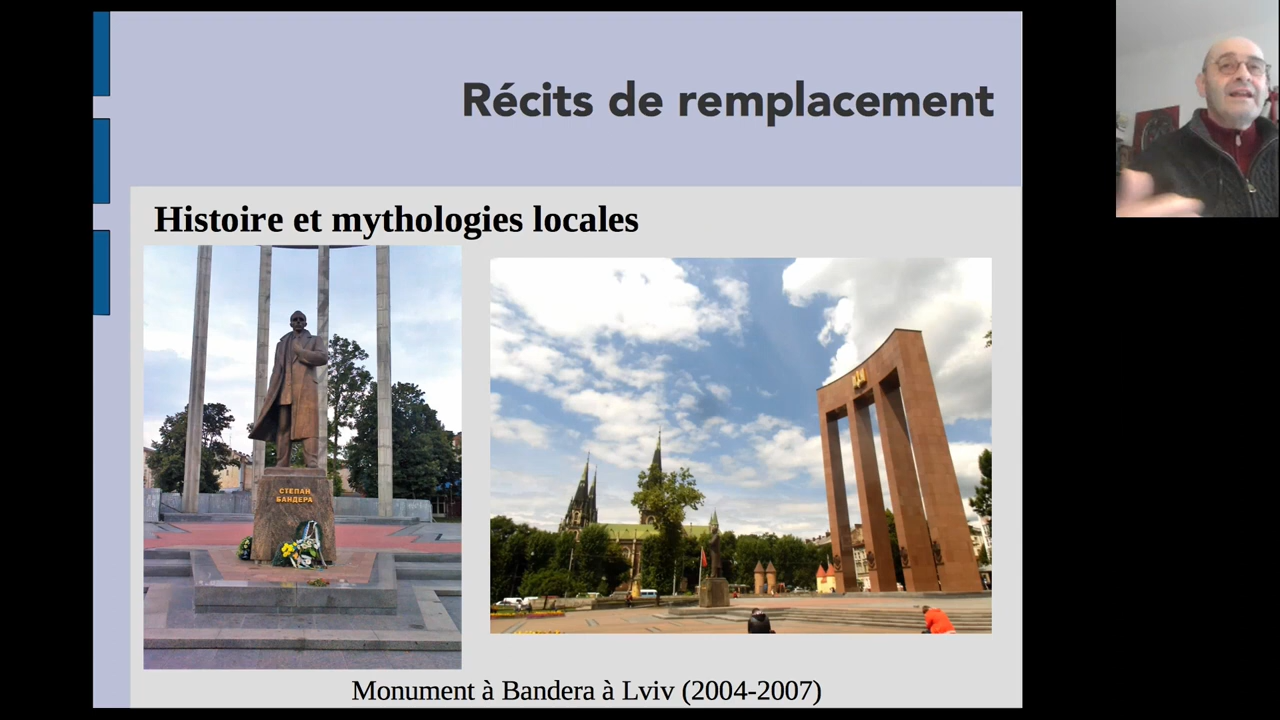 Récits de remplacement
Histoire et mythologies locales
СТЕПАН
БАНДЕРА
Monument à Bandera à Lviv (2004-2007)